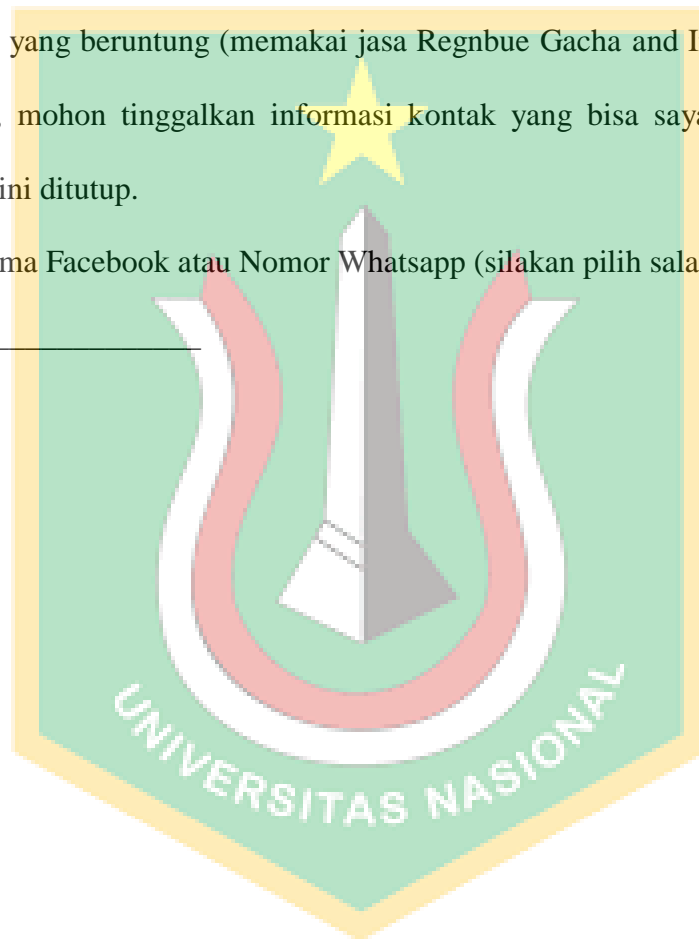 yang beruntung (memakai jasa Regnbue Gacha and I
mohon tinggalkan informasi kontak yang bisa saya
ini ditutup.
ma Facebook atau Nomor Whatsapp (silakan pilih sala
UNIVERSITAS NASIONAL